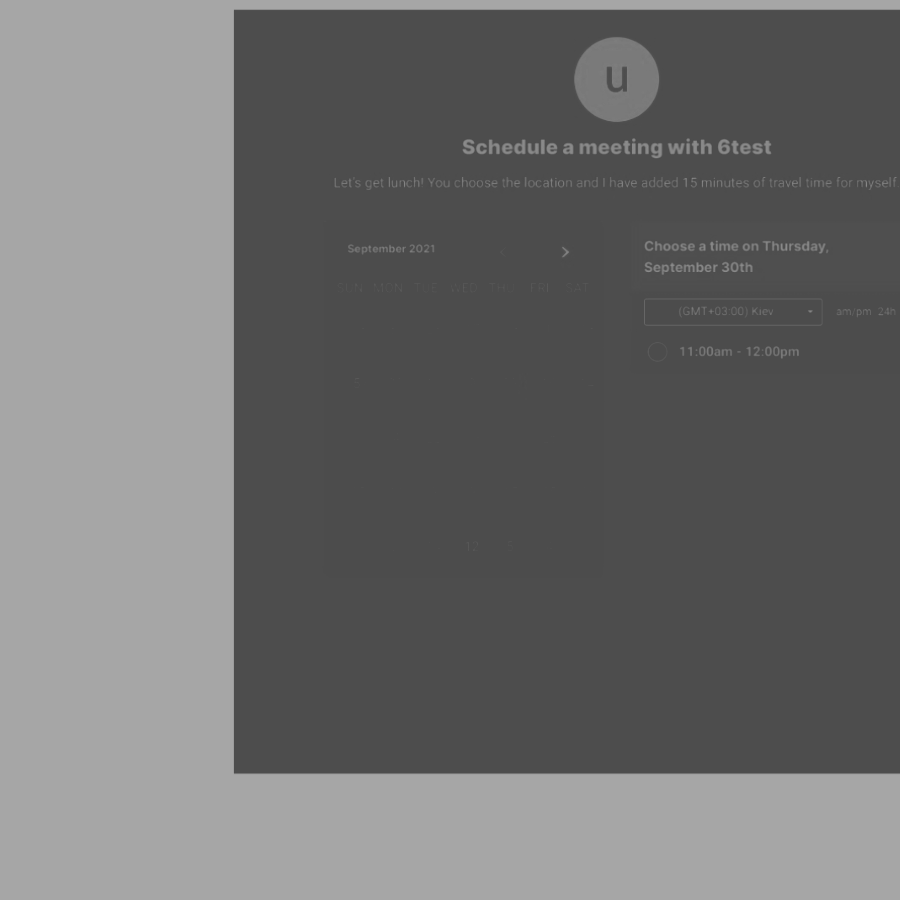 u
Schedule a meeting with 6test
Let's get lunch! You choose the location and I have added 15 minutes of travel time for myself
September 2021
SUN MON TUE WED THU FRI SAT
Choose a time on Thursday,
September 30th
(GMT+03:00) Kiev
am/pm 24h
11:00am - 12:00pm